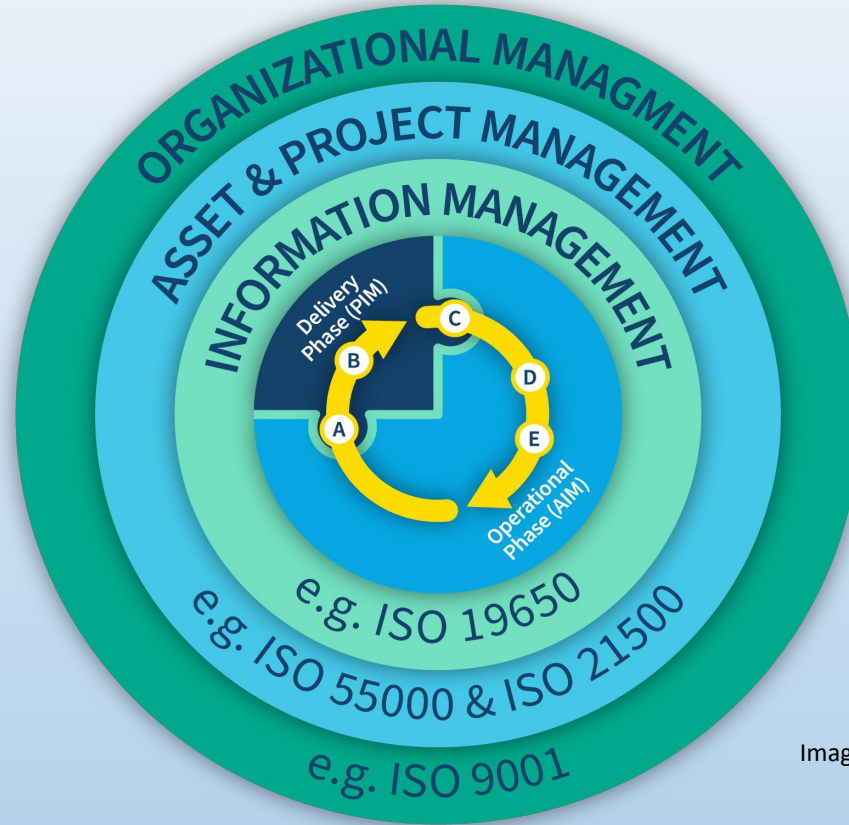 ORGANIZATIONAL MANAGMENT
ASSET & PROJECT MANAGEMENT
INFORMATION MANAGEMENT
Delivery
Phase (PIM)
C
B
D
A
E
Operational
Phase (AIM)
e.g. ISO 19650
e.g. ISO 55000 & ISO 21500
e.g. ISO 9001